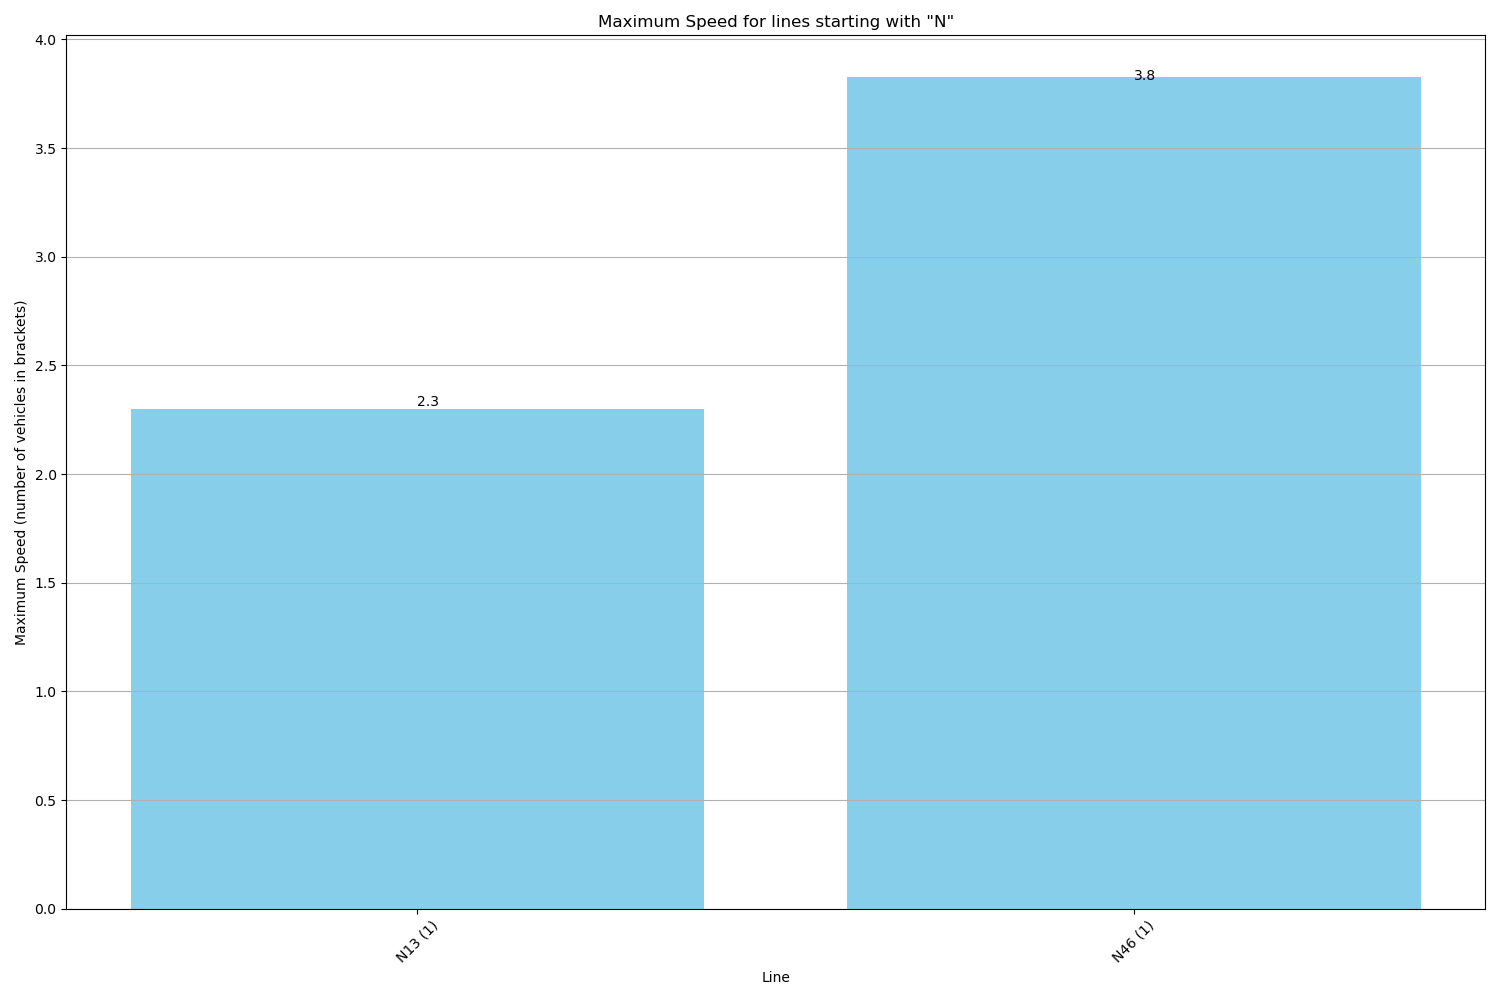 Maximum Speed for lines starting with "N"
Maximum Speed (number of vehicles in brackets)
4.0
3.5
3.0
2.5
2.0
1.5
1.0
0.5
0.0
2.3
3.8
N13 (1)
N46 (1)
Line